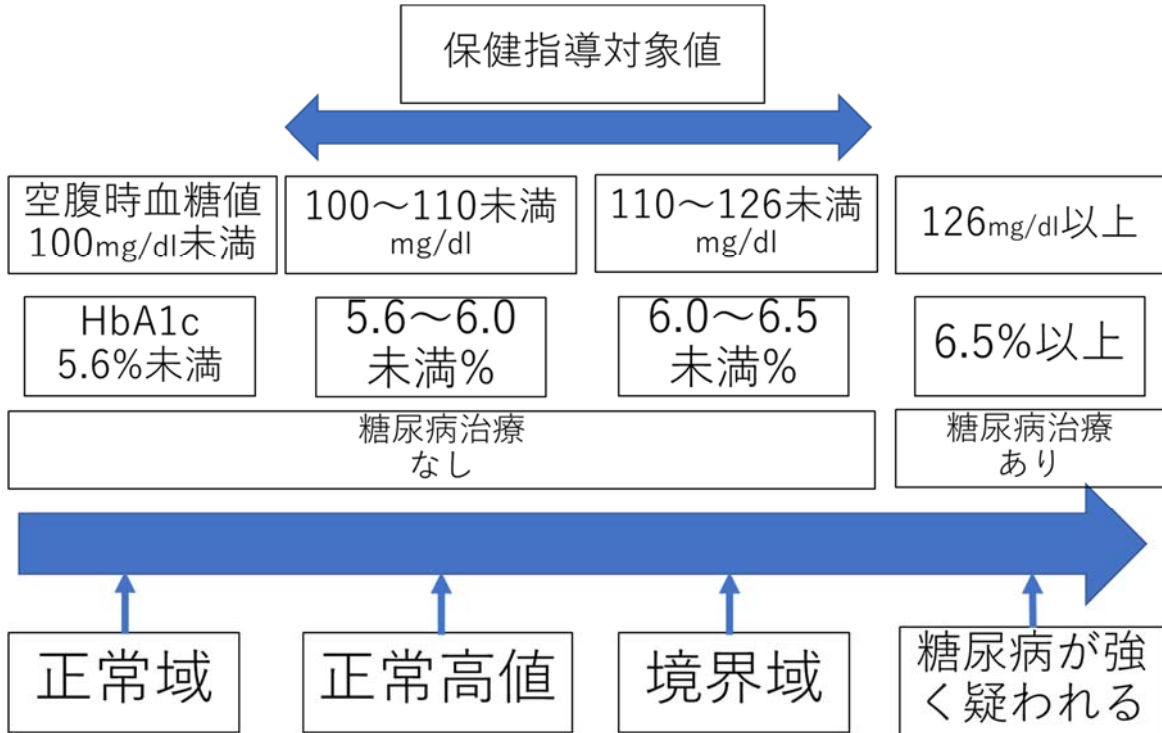 保健指導対象値
空腹時血糖値
100mg/dl未満
100～110未満
mg/dl
110～126未満
mg/dl
126mg/dl以上
HbA1c
5.6%未満
5.6～6.0
未満%
6.0～6.5
未満%
6.5%以上
糖尿病治療
なし
糖尿病治療
あり
正常域
正常高値
境界域
糖尿病が強
く疑われる